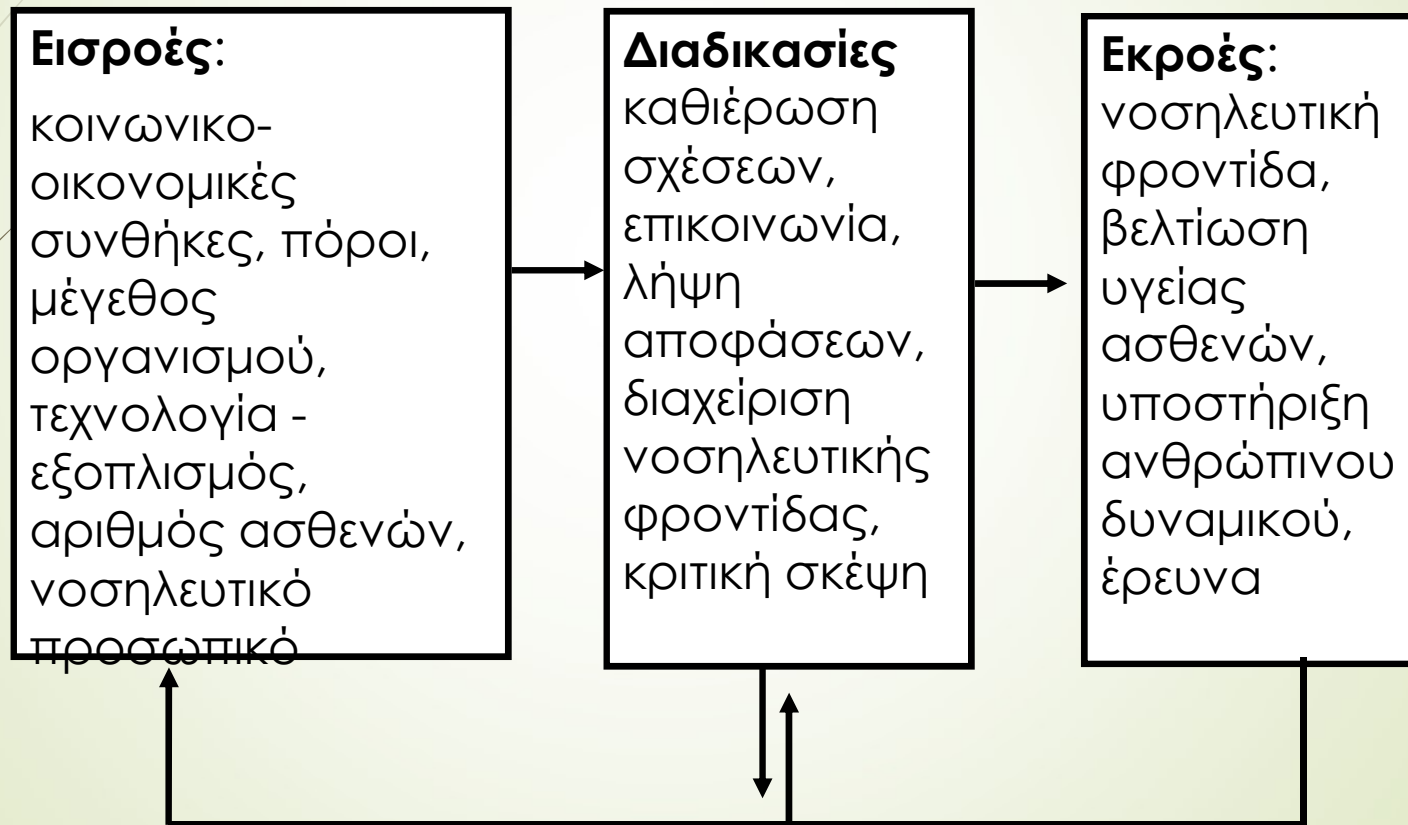 Εισροές:
κοινωνικο-
οικονομικές
συνθήκες, πόροι,
μέγεθος
οργανισμού,
τεχνολογία -
εξοπλισμός,
αριθμός ασθενών,
νοσηλευτικό
προσωπικό
Διαδικασίες
καθιέρωση
σχέσεων,
επικοινωνία,
λήψη
αποφάσεων,
διαχείριση
νοσηλευτικής
φροντίδας,
κριτική σκέψη
Εκροές:
νοσηλευτική
φροντίδα,
βελτίωση
υγείας
ασθενών,
υποστήριξη
ανθρώπινου
δυναμικού,
έρευνα